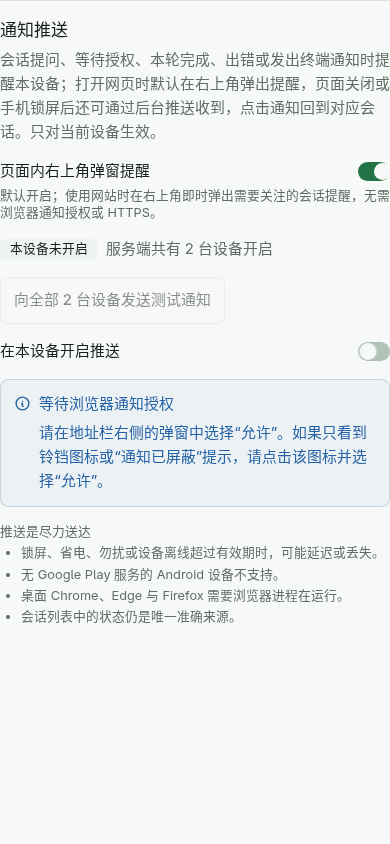 通知推送
会话提问、等待授权、本轮完成、出错或发出终端通知时提
醒本设备；打开网页时默认在右上角弹出提醒，页面关闭或
手机锁屏后还可通过后台推送收到，点击通知回到对应会
话。只对当前设备生效。
页面内右上角弹窗提醒
默认开启；使用网站时在右上角即时弹出需要关注的会话提醒，无需
浏览器通知授权或 HTTPS。
本设备未开启 服务端共有 2 台设备开启
向全部 2 台设备发送测试通知
在本设备开启推送
等待浏览器通知授权
请在地址栏右侧的弹窗中选择“允许”。如果只看到
铃铛图标或“通知已屏蔽”提示，请点击该图标并选
择“允许”。
推送是尽力送达
• 锁屏、省电、勿扰或设备离线超过有效期时，可能延迟或丢失。
• 无 Google Play 服务的 Android 设备不支持。
• 桌面 Chrome、Edge 与 Firefox 需要浏览器进程在运行。
• 会话列表中的状态仍是唯一准确来源。